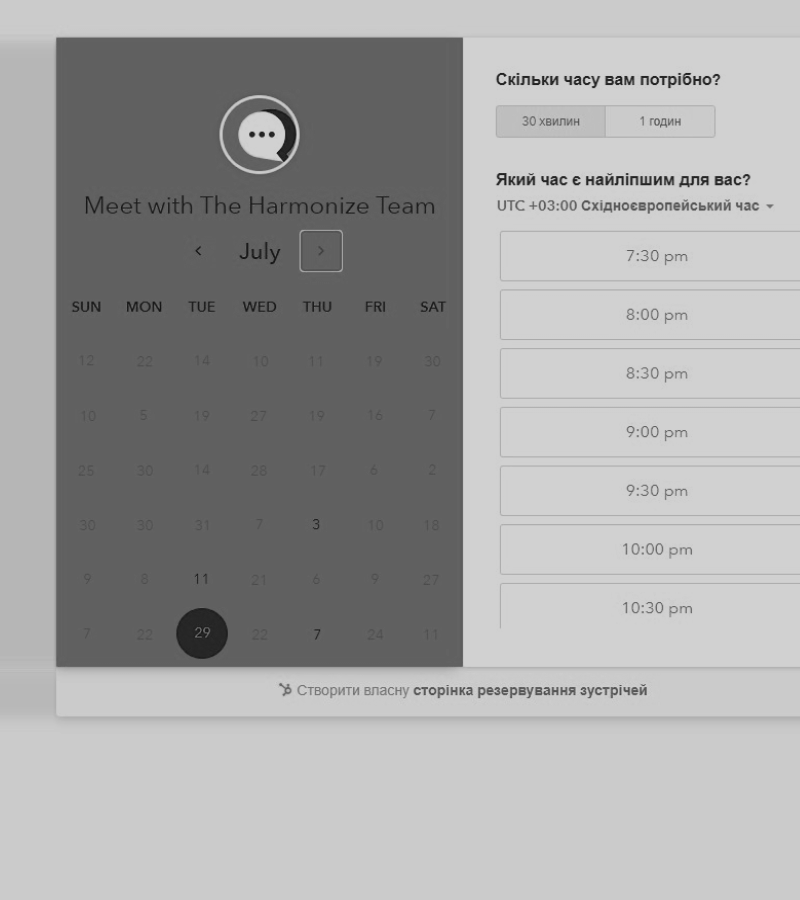 Meet with The Harmonize Team
July
SUN MON TUE WED THU FRI SAT
12 22 14 10 11 19 30
10 5 19 27 19 16 7
25 30 14 28 17 6 2
30 30 31 7 3 10 18
9 8 11 21 6 9 27
7 22 29 22 7 24 11
Скільки часу вам потрібно?
30 хвилин 1 годин
Який час є найліпшим для вас?
UTC +03:00 Східноєвропейський час
7:30 pm
8:00 pm
8:30 pm
9:00 pm
9:30 pm
10:00 pm
10:30 pm
Створити власну сторінка резервування зустрічей